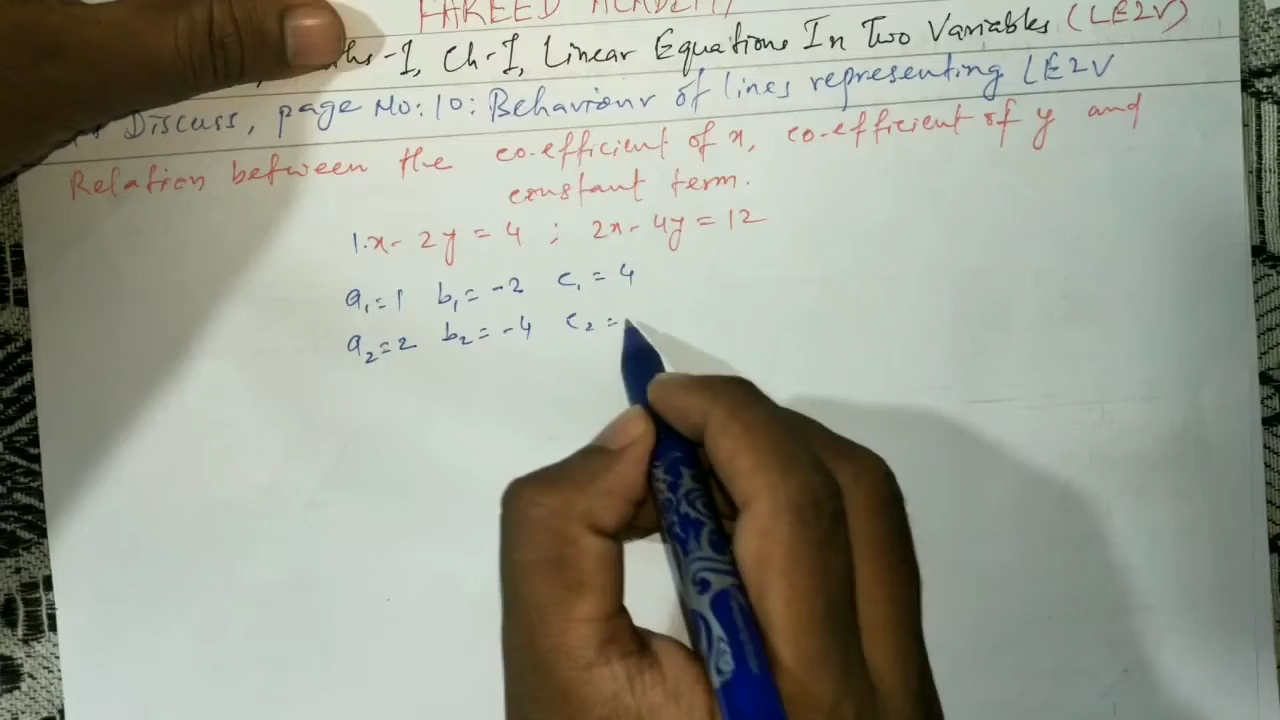 FAREED ACADEMY
-I, Ch-I, Linear Equations In Two Variables (LE2V)
Discuss, page No: 10: Behaviour of lines representing LE2V
Relation between the co-efficient of x, co-efficient of y and
constant term.
1.x - 2y = 4 ; 2x - 4y = 12
a₁ = 1 b₁ = -2 c₁ = 4
a₂ = 2 b₂ = -4 c₂ =